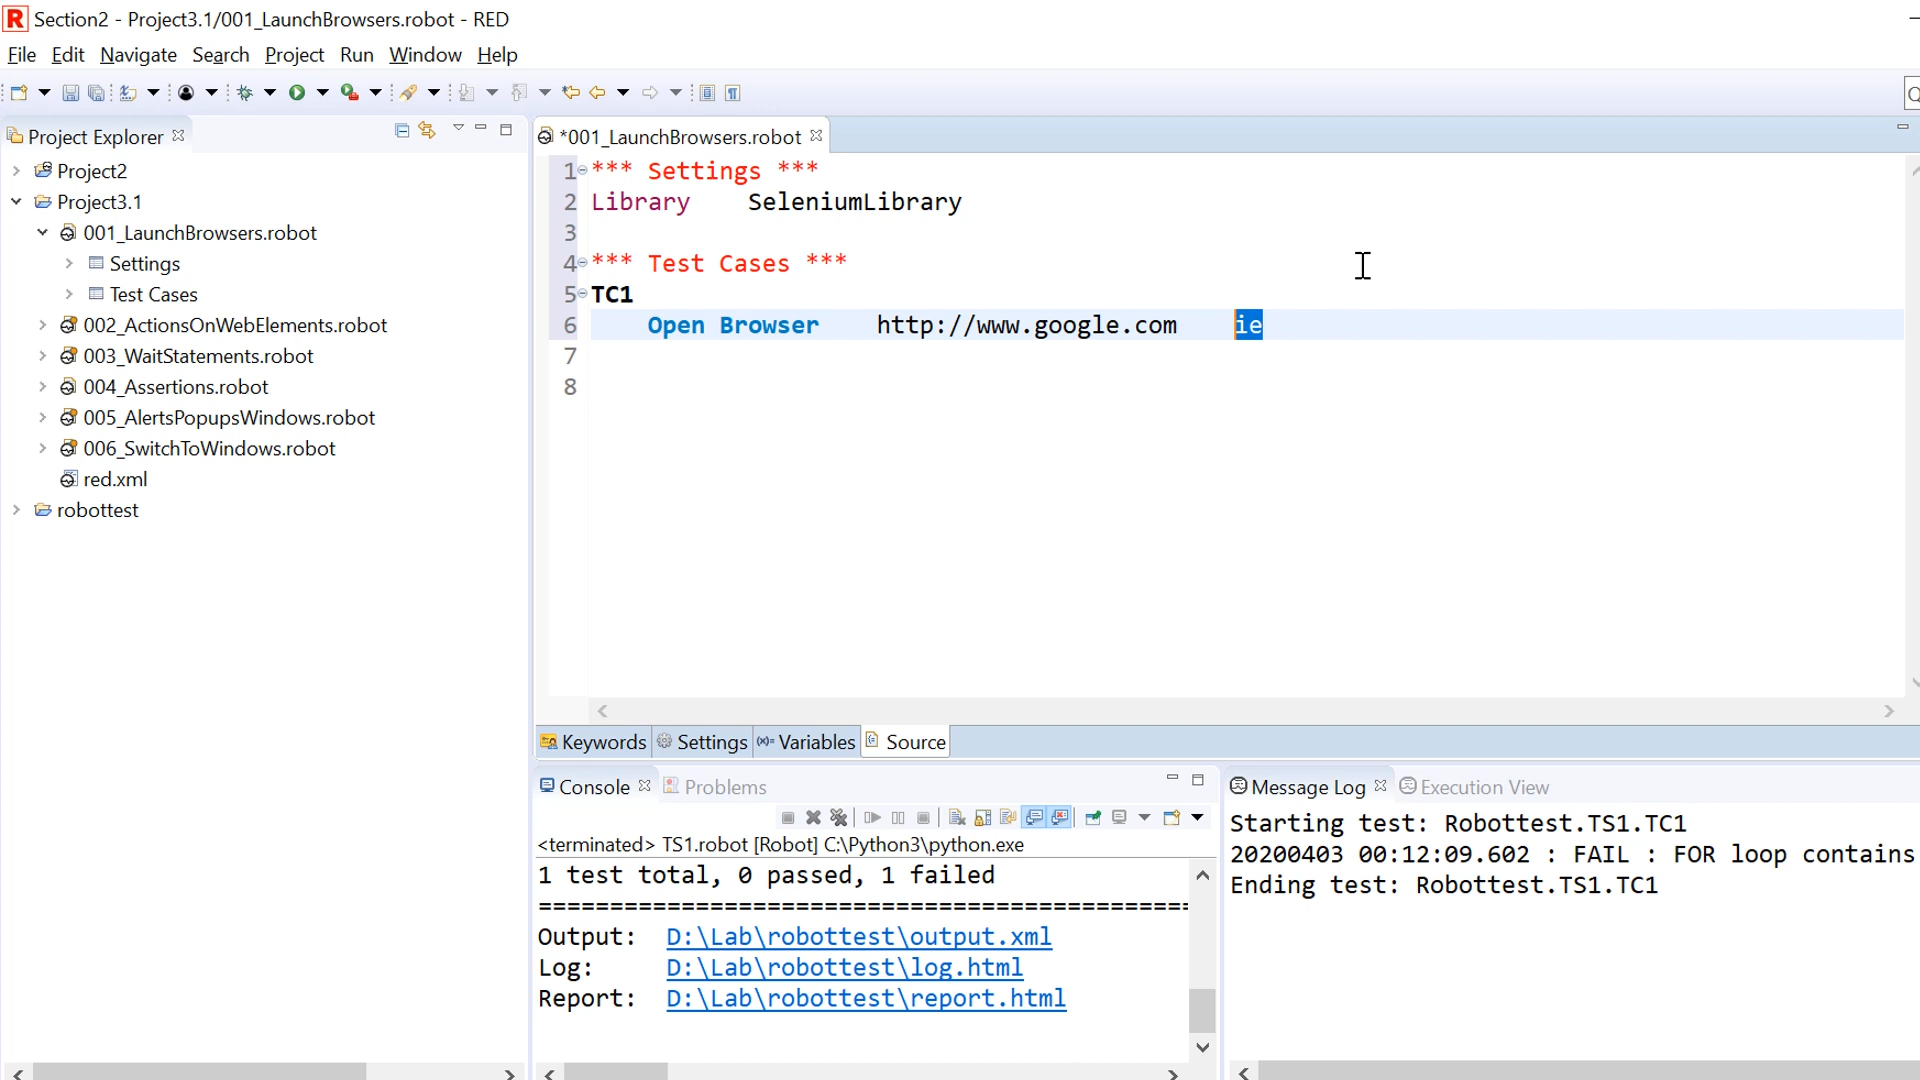 R Section2 - Project3.1/001_LaunchBrowsers.robot - RED
File Edit Navigate Search Project Run Window Help
Project Explorer
Project2
Project3.1
001_LaunchBrowsers.robot
Settings
Test Cases
002_ActionsOnWebElements.robot
003_WaitStatements.robot
004_Assertions.robot
005_AlertsPopupsWindows.robot
006_SwitchToWindows.robot
red.xml
robottest
*001_LaunchBrowsers.robot
1 *** Settings ***
2 Library    SeleniumLibrary
3
4 *** Test Cases ***
5 TC1
6     Open Browser    http://www.google.com    ie
7
8
Keywords Settings Variables Source
Console Problems
<terminated> TS1.robot [Robot] C:\Python3\python.exe
1 test total, 0 passed, 1 failed
==============================================
Output:  D:\Lab\robottest\output.xml
Log:     D:\Lab\robottest\log.html
Report:  D:\Lab\robottest\report.html
Message Log Execution View
Starting test: Robottest.TS1.TC1
20200403 00:12:09.602 : FAIL : FOR loop contains
Ending test: Robottest.TS1.TC1